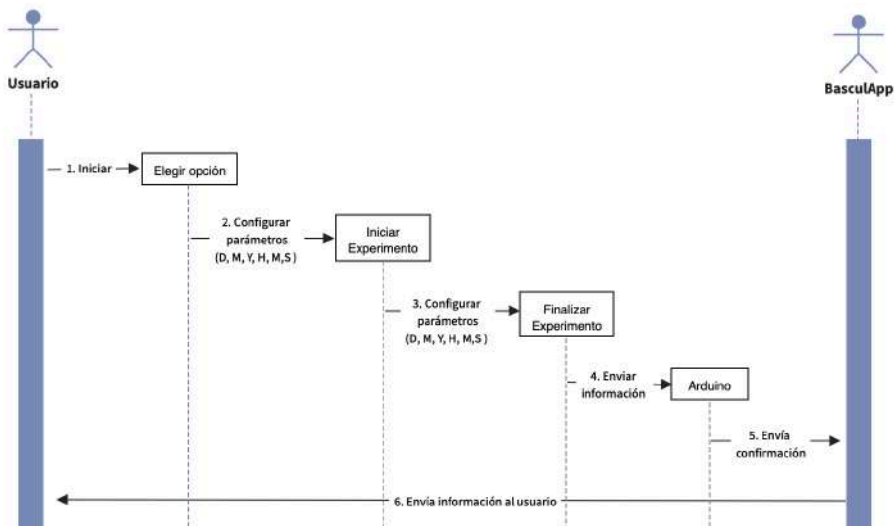 Usuario
BasculApp
1. Iniciar
Elegir opción
2. Configurar
parámetros
(D, M, Y, H, M,S )
Iniciar
Experimento
3. Configurar
parámetros
(D, M, Y, H, M,S )
Finalizar
Experimento
4. Enviar
información
Arduino
5. Envía
confirmación
6. Envía información al usuario